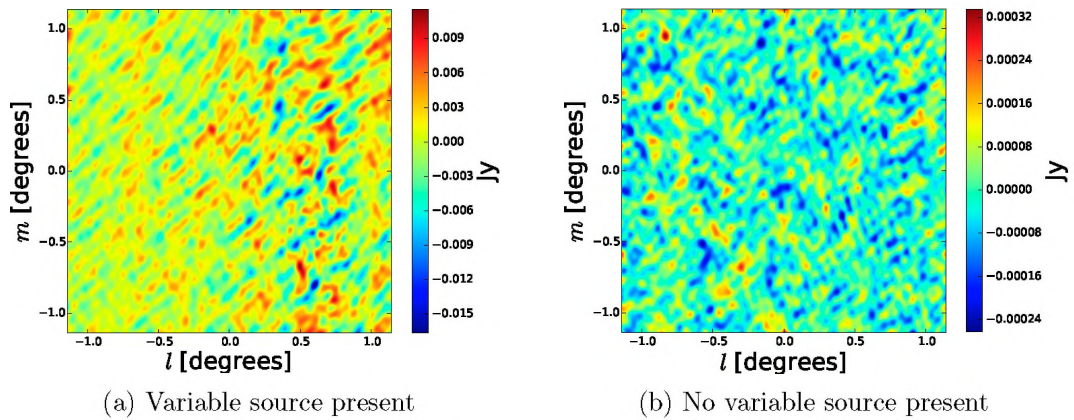 1.0
0.5
0.0
−0.5
−1.0
m [degrees]
−1.0 −0.5 0.0 0.5 1.0
l [degrees]
0.009
0.006
0.003
0.000
−0.003
−0.006
−0.009
−0.012
−0.015
Jy
(a) Variable source present
1.0
0.5
0.0
−0.5
−1.0
m [degrees]
−1.0 −0.5 0.0 0.5 1.0
l [degrees]
0.00032
0.00024
0.00016
0.00008
0.00000
−0.00008
−0.00016
−0.00024
Jy
(b) No variable source present